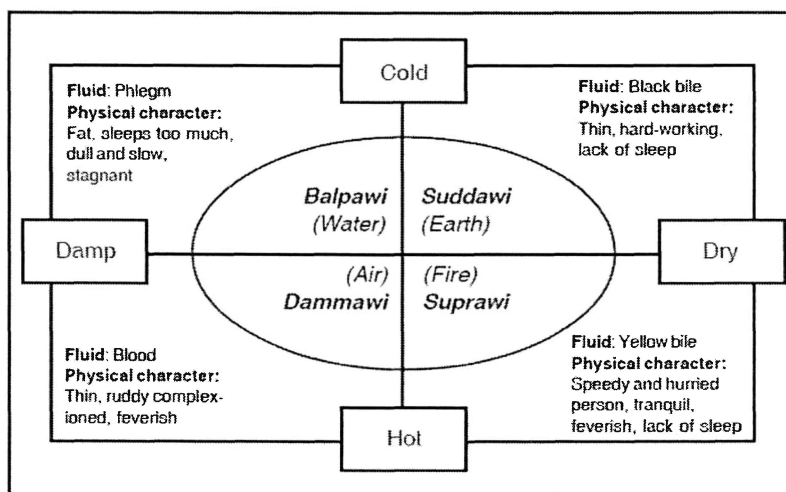 Cold
Fluid: Phlegm
Physical character:
Fat, sleeps too much,
dull and slow,
stagnant
Fluid: Black bile
Physical character:
Thin, hard-working,
lack of sleep
Balpawi
(Water)
Suddawi
(Earth)
Damp
Dry
(Air)
Dammawi
(Fire)
Suprawi
Fluid: Blood
Physical character:
Thin, ruddy complex-
ioned, feverish
Fluid: Yellow bile
Physical character:
Speedy and hurried
person, tranquil,
feverish, lack of sleep
Hot